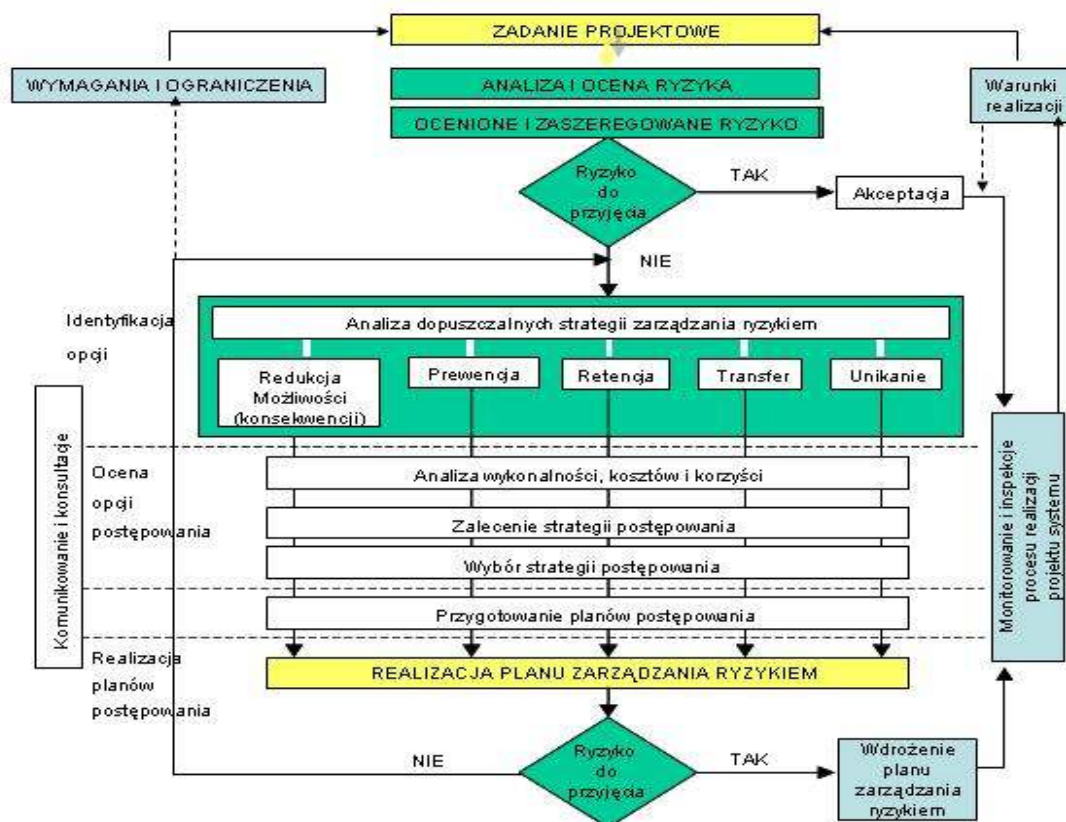 ZADANIE PROJEKTOWE
WYMAGANIA I OGRANICZENIA
ANALIZA I OCENA RYZYKA
Warunki
realizacji
OCENIONE I ZASZEREGOWANE RYZYKO
Ryzyko
do
przyjęcia
TAK
Akceptacja
NIE
Identyfikacja
opcji
Analiza dopuszczalnych strategii zarządzania ryzykiem
Redukcja
Możliwości
(konsekwencji)
Prewencja
Retencja
Transfer
Unikanie
Komunikowanie i konsultacje
Ocena
opcji
postępowania
Analiza wykonalności, kosztów i korzyści
Zalecenie strategii postępowania
Wybór strategii postępowania
Przygotowanie planów postępowania
Monitorowanie i inspekcje
procesu realizacji
projektu systemu
Realizacja
planów
postępowania
REALIZACJA PLANU ZARZĄDZANIA RYZYKIEM
NIE
Ryzyko
do
przyjęcia
TAK
Wdrożenie
planu
zarządzania
ryzykiem